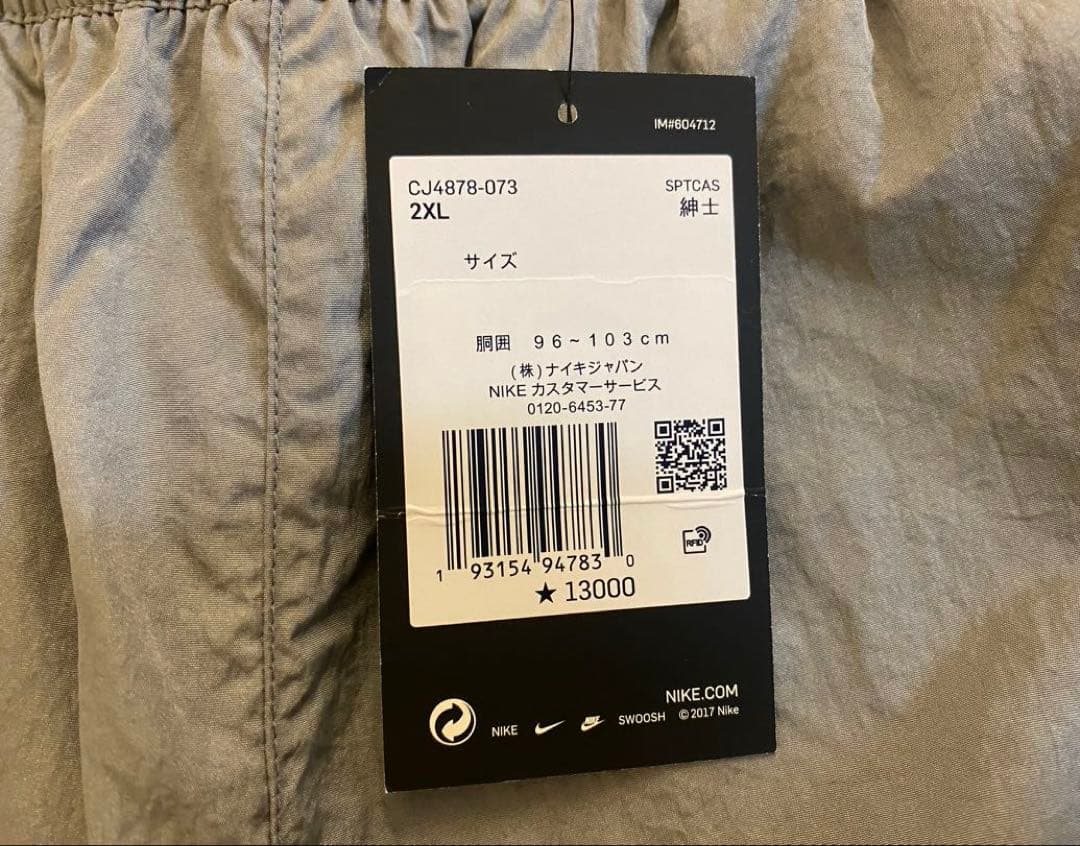 IM#604712
CJ4878-073
SPTCAS
2XL
紳士
サイズ
胴囲　９６~１０３ｃｍ
(株)ナイキジャパン
NIKE カスタマーサービス
0120-6453-77
RFID
1 93154 94783 0
★ 13000
NIKE.COM
NIKE SWOOSH © 2017 Nike